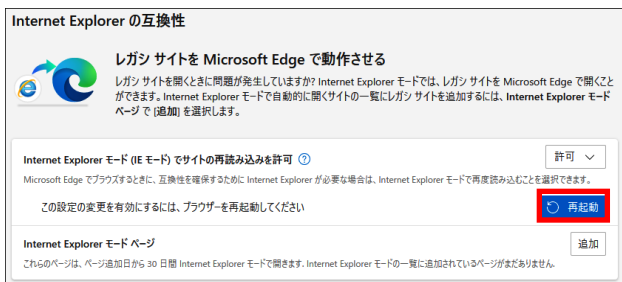 Internet Explorer の互換性
レガシ サイトを Microsoft Edge で動作させる
レガシ サイトを開くときに問題が発生していますか? Internet Explorer モードでは、レガシ サイトを Microsoft Edge で開くこと
ができます。Internet Explorer モードで自動的に開くサイトの一覧にレガシ サイトを追加するには、Internet Explorer モード
ページ で [追加] を選択します。
Internet Explorer モード (IE モード) でサイトの再読み込みを許可 ?
許可
Microsoft Edge でブラウズするときに、互換性を確保するために Internet Explorer が必要な場合は、Internet Explorer モードで再度読み込むことを選択できます。
この設定の変更を有効にするには、ブラウザーを再起動してください
再起動
Internet Explorer モード ページ
追加
これらのページは、ページ追加日から 30 日間 Internet Explorer モードで開きます. Internet Explorer モードの一覧に追加されているページがまだありません.